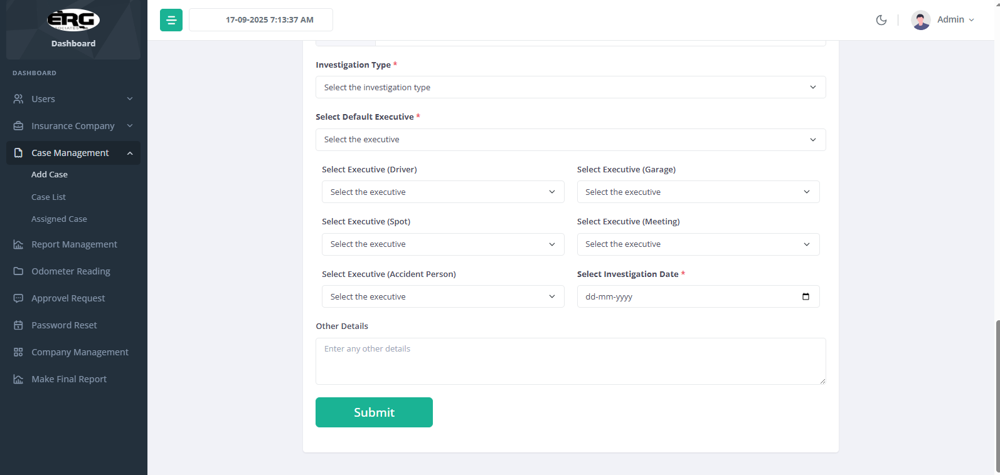 ERG
SOCIATES
Dashboard
17-09-2025 7:13:37 AM
Admin
DASHBOARD
Users
Insurance Company
Case Management
Add Case
Case List
Assigned Case
Report Management
Odometer Reading
Approvel Request
Password Reset
Company Management
Make Final Report
Investigation Type *
Select the investigation type
Select Default Executive *
Select the executive
Select Executive (Driver)
Select Executive (Garage)
Select the executive
Select the executive
Select Executive (Spot)
Select Executive (Meeting)
Select the executive
Select the executive
Select Executive (Accident Person)
Select Investigation Date *
Select the executive
dd-mm-yyyy
Other Details
Enter any other details
Submit